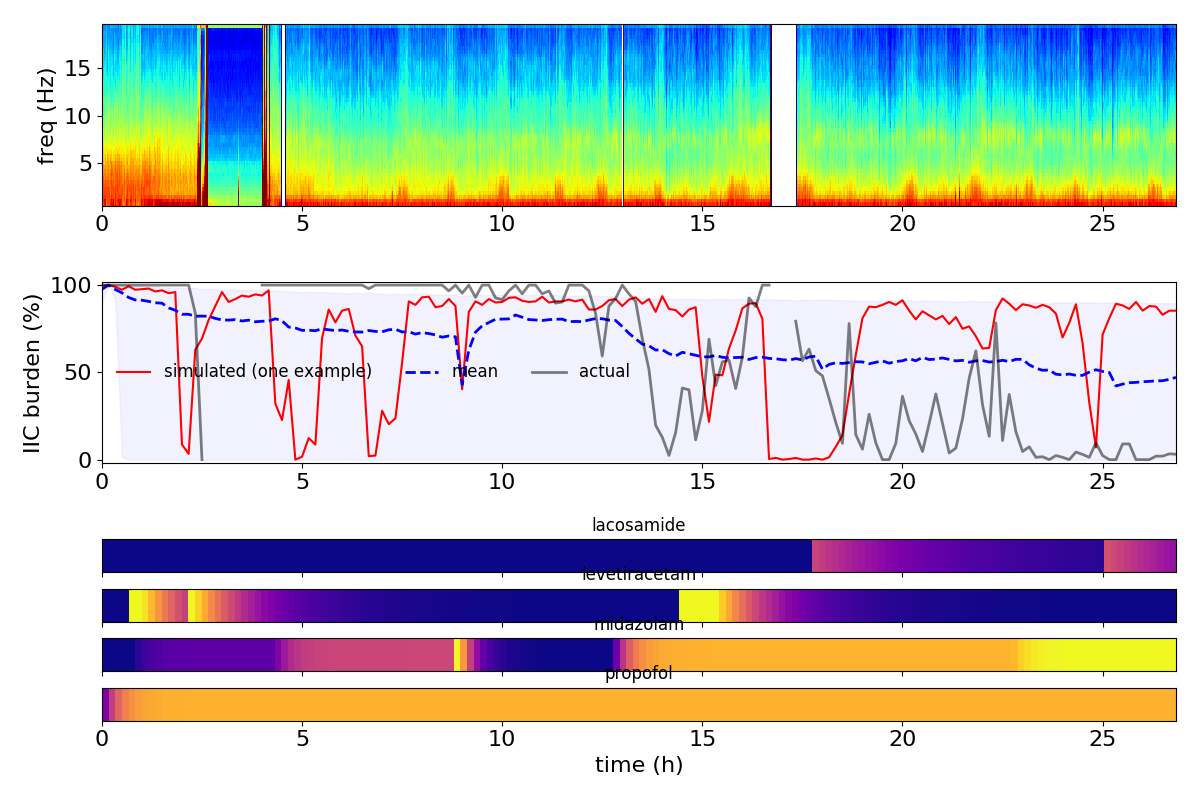 15
10
5
freq (Hz)
0 5 10 15 20 25
100
50
0
IIC burden (%)
simulated (one example) mean actual
0 5 10 15 20 25
lacosamide
levetiracetam
midazolam
propofol
0 5 10 15 20 25
time (h)